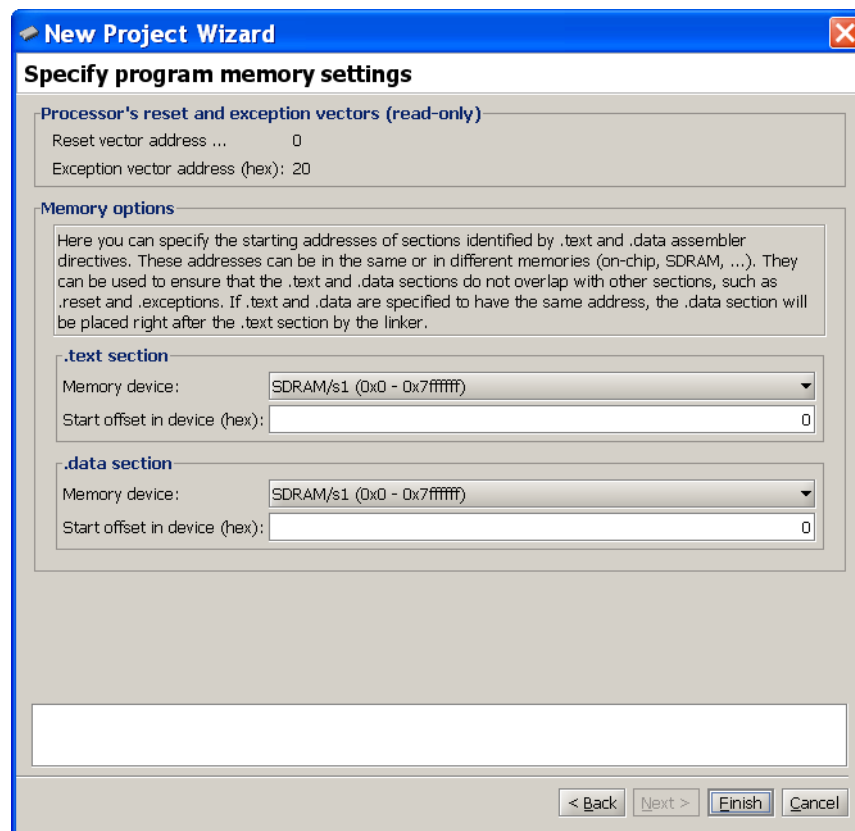 New Project Wizard
Specify program memory settings
Processor's reset and exception vectors (read-only)
Reset vector address ... 0
Exception vector address (hex): 20
Memory options
Here you can specify the starting addresses of sections identified by .text and .data assembler
directives. These addresses can be in the same or in different memories (on-chip, SDRAM, ...). They
can be used to ensure that the .text and .data sections do not overlap with other sections, such as
.reset and .exceptions. If .text and .data are specified to have the same address, the .data section will
be placed right after the .text section by the linker.
.text section
Memory device: SDRAM/s1 (0x0 - 0x7ffffff)
Start offset in device (hex): 0
.data section
Memory device: SDRAM/s1 (0x0 - 0x7ffffff)
Start offset in device (hex): 0
< Back Next > Finish Cancel